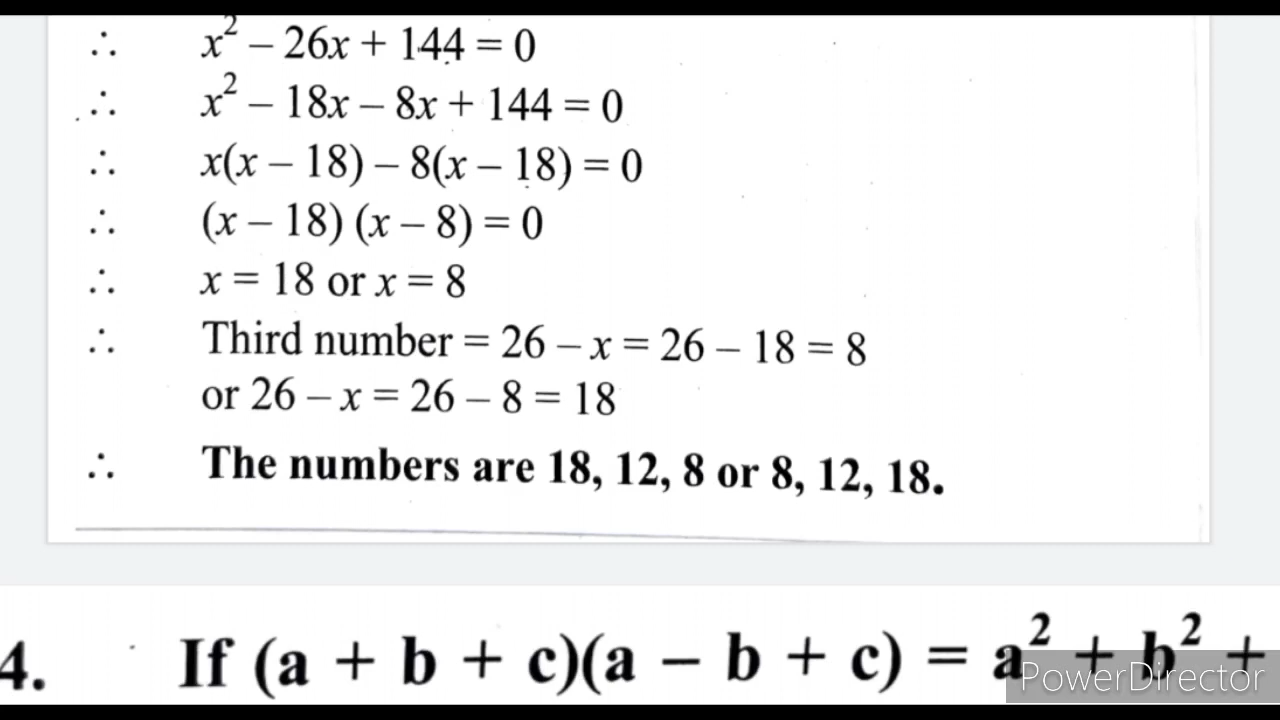 ∴ x² – 26x + 144 = 0
∴ x² – 18x – 8x + 144 = 0
∴ x(x – 18) – 8(x – 18) = 0
∴ (x – 18) (x – 8) = 0
∴ x = 18 or x = 8
∴ Third number = 26 – x = 26 – 18 = 8
or 26 – x = 26 – 8 = 18
∴ The numbers are 18, 12, 8 or 8, 12, 18.
4. If (a + b + c)(a – b + c) = a² + b² +
PowerDirector